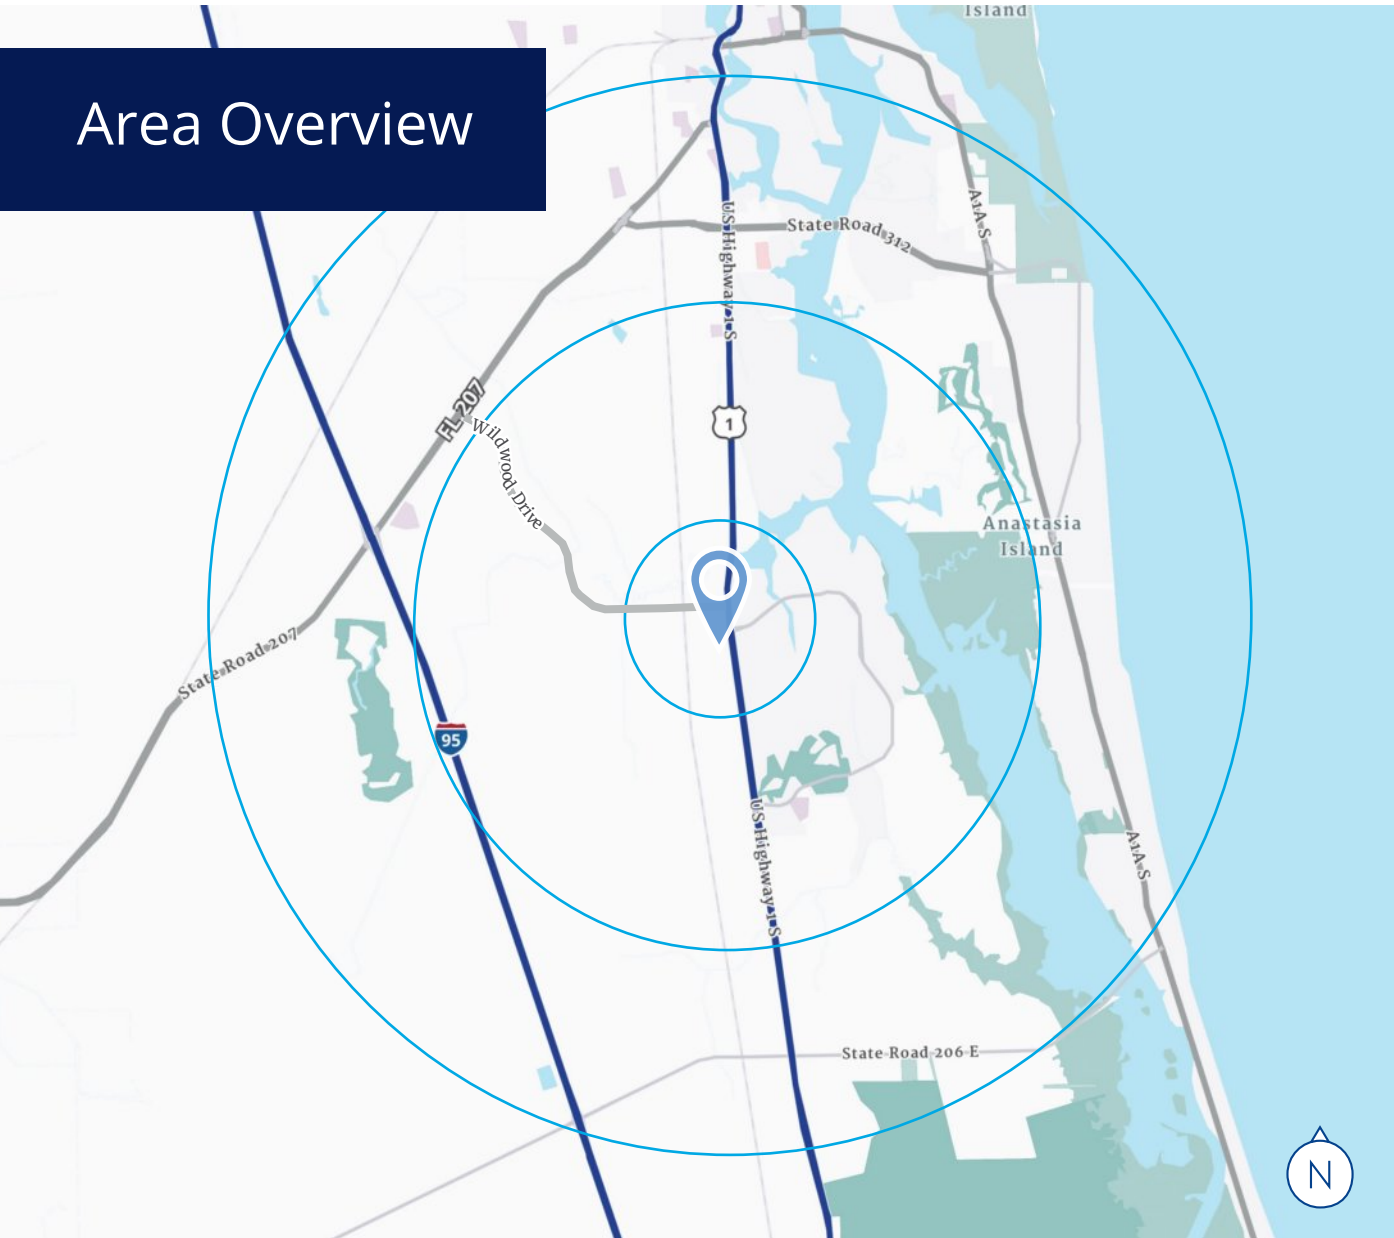 Island
Area Overview
A1A S
US Highway 1 S
State Road 312
FL 207
1
Wildwood Drive
Anastasia
Island
State Road 207
95
US Highway 1 S
A1A S
State Road 206 E
N